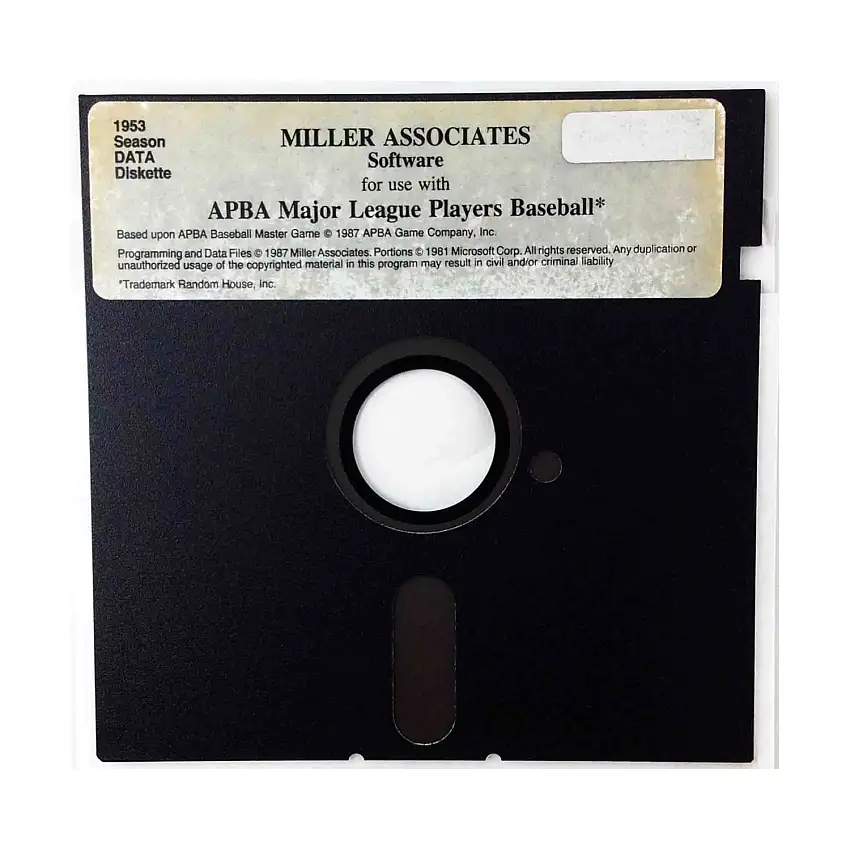 1953
Season
DATA
Diskette
MILLER ASSOCIATES
Software
for use with
APBA Major League Players Baseball*
Based upon APBA Baseball Master Game © 1987 APBA Game Company, Inc.
Programming and Data Files © 1987 Miller Associates. Portions © 1981 Microsoft Corp. All rights reserved. Any duplication or
unauthorized usage of the copyrighted material in this program may result in civil and/or criminal liability
*Trademark Random House, Inc.